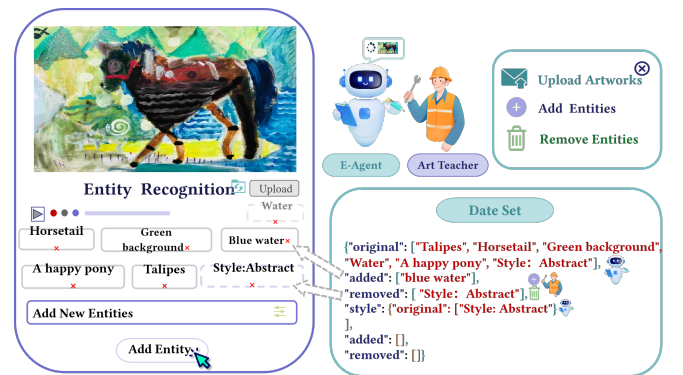 Entity Recognition
Upload
Water
×
Horsetail
×
Green
background×
Blue water×
A happy pony
×
Talipes
×
Style:Abstract
×
Add New Entities
Add Entity
E-Agent
Art Teacher
Upload Artworks
Add Entities
Remove Entities
Date Set
{"original": ["Talipes", "Horsetail", "Green background",
"Water", "A happy pony", "Style: Abstract"],
"added": ["blue water"],
"removed": [ "Style: Abstract"],
"style": {"original": ["Style: Abstract"}
],
"added": [],
"removed": []}